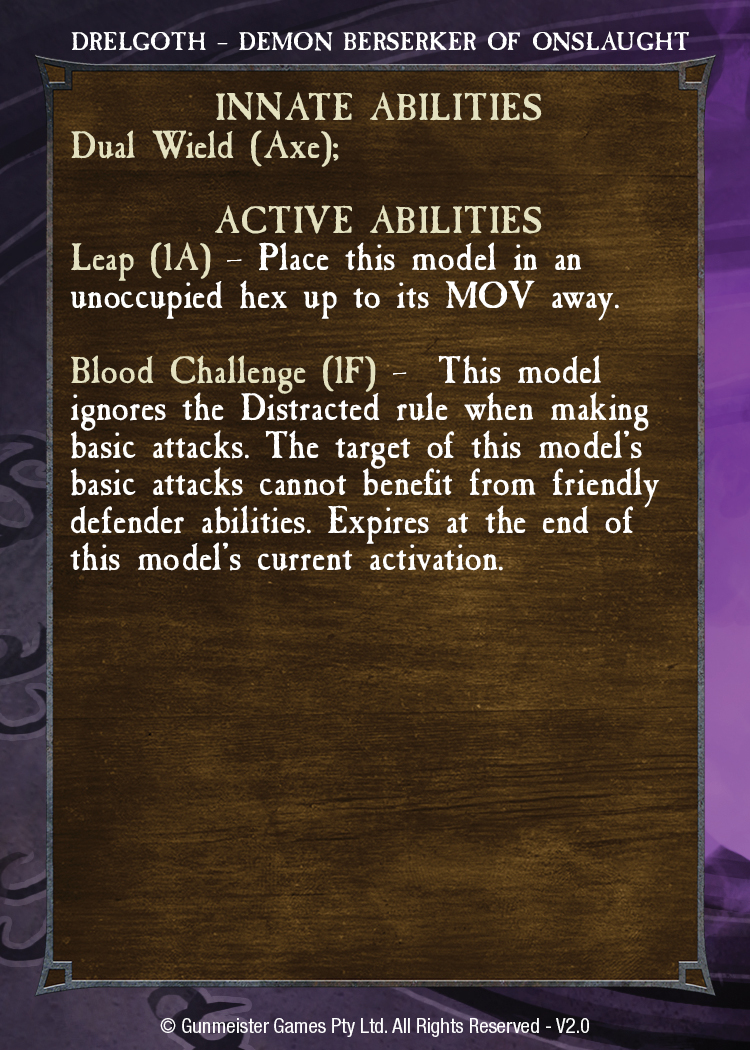 DRELGOTH – DEMON BERSERKER OF ONSLAUGHT
INNATE ABILITIES
Dual Wield (Axe);
ACTIVE ABILITIES
Leap (1A) – Place this model in an
unoccupied hex up to its MOV away.
Blood Challenge (1F) – This model
ignores the Distracted rule when making
basic attacks. The target of this model's
basic attacks cannot benefit from friendly
defender abilities. Expires at the end of
this model's current activation.
© Gunmeister Games Pty Ltd. All Rights Reserved - V2.0